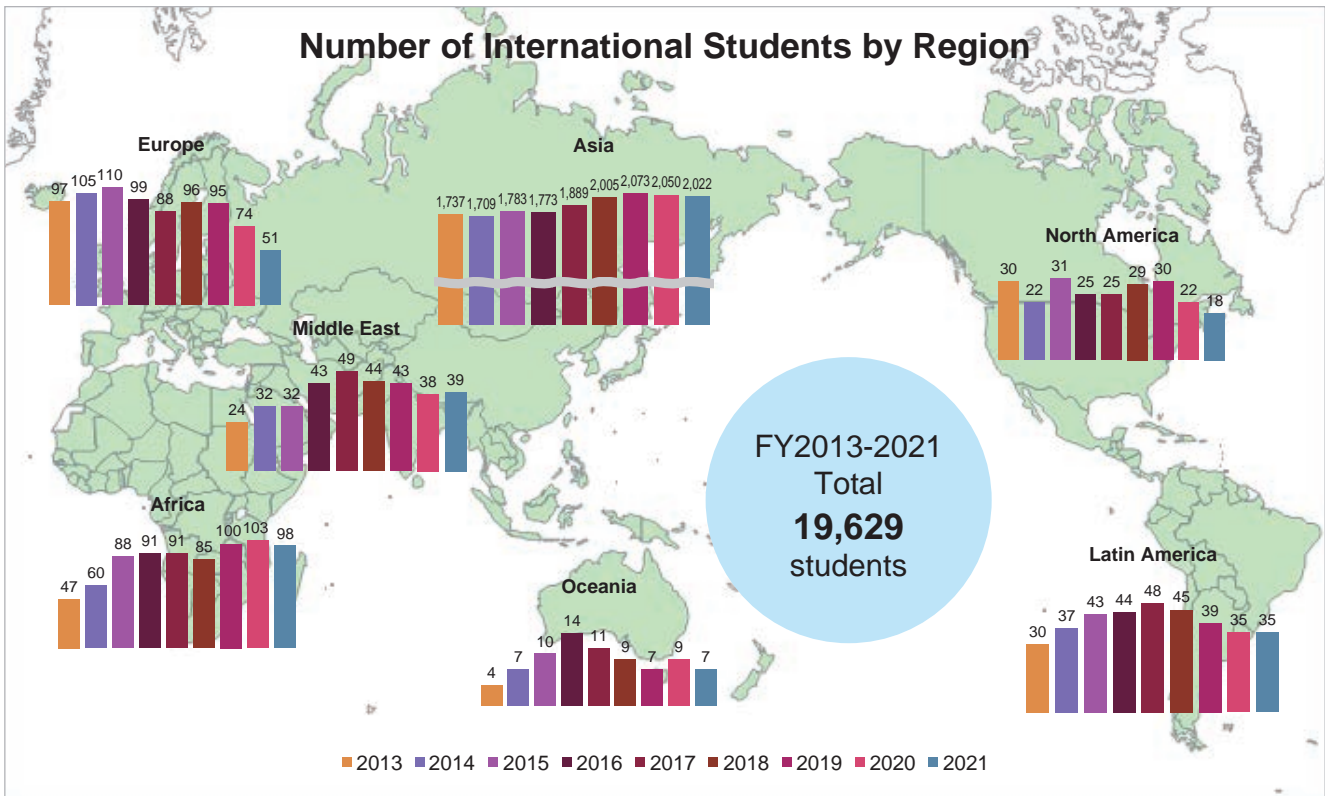 Number of International Students by Region
Europe
97 105 110 99 88 96 95 74 51
Asia
1,737 1,709 1,783 1,773 1,889 2,005 2,073 2,050 2,022
North America
30 22 31 25 25 29 30 22 18
Middle East
24 32 32 43 49 44 43 38 39
FY2013-2021
Total
19,629
students
Africa
47 60 88 91 91 85 100 103 98
Oceania
4 7 10 14 11 9 7 9 7
Latin America
30 37 43 44 48 45 39 35 35
2013 2014 2015 2016 2017 2018 2019 2020 2021